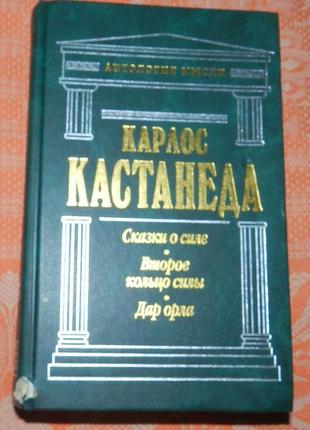 АНТОЛОГИЯ МЫСЛИ
КАРЛОС
КАСТАНЕДА
Сказки о силе
•
Второе
кольцо силы
•
Дар орла